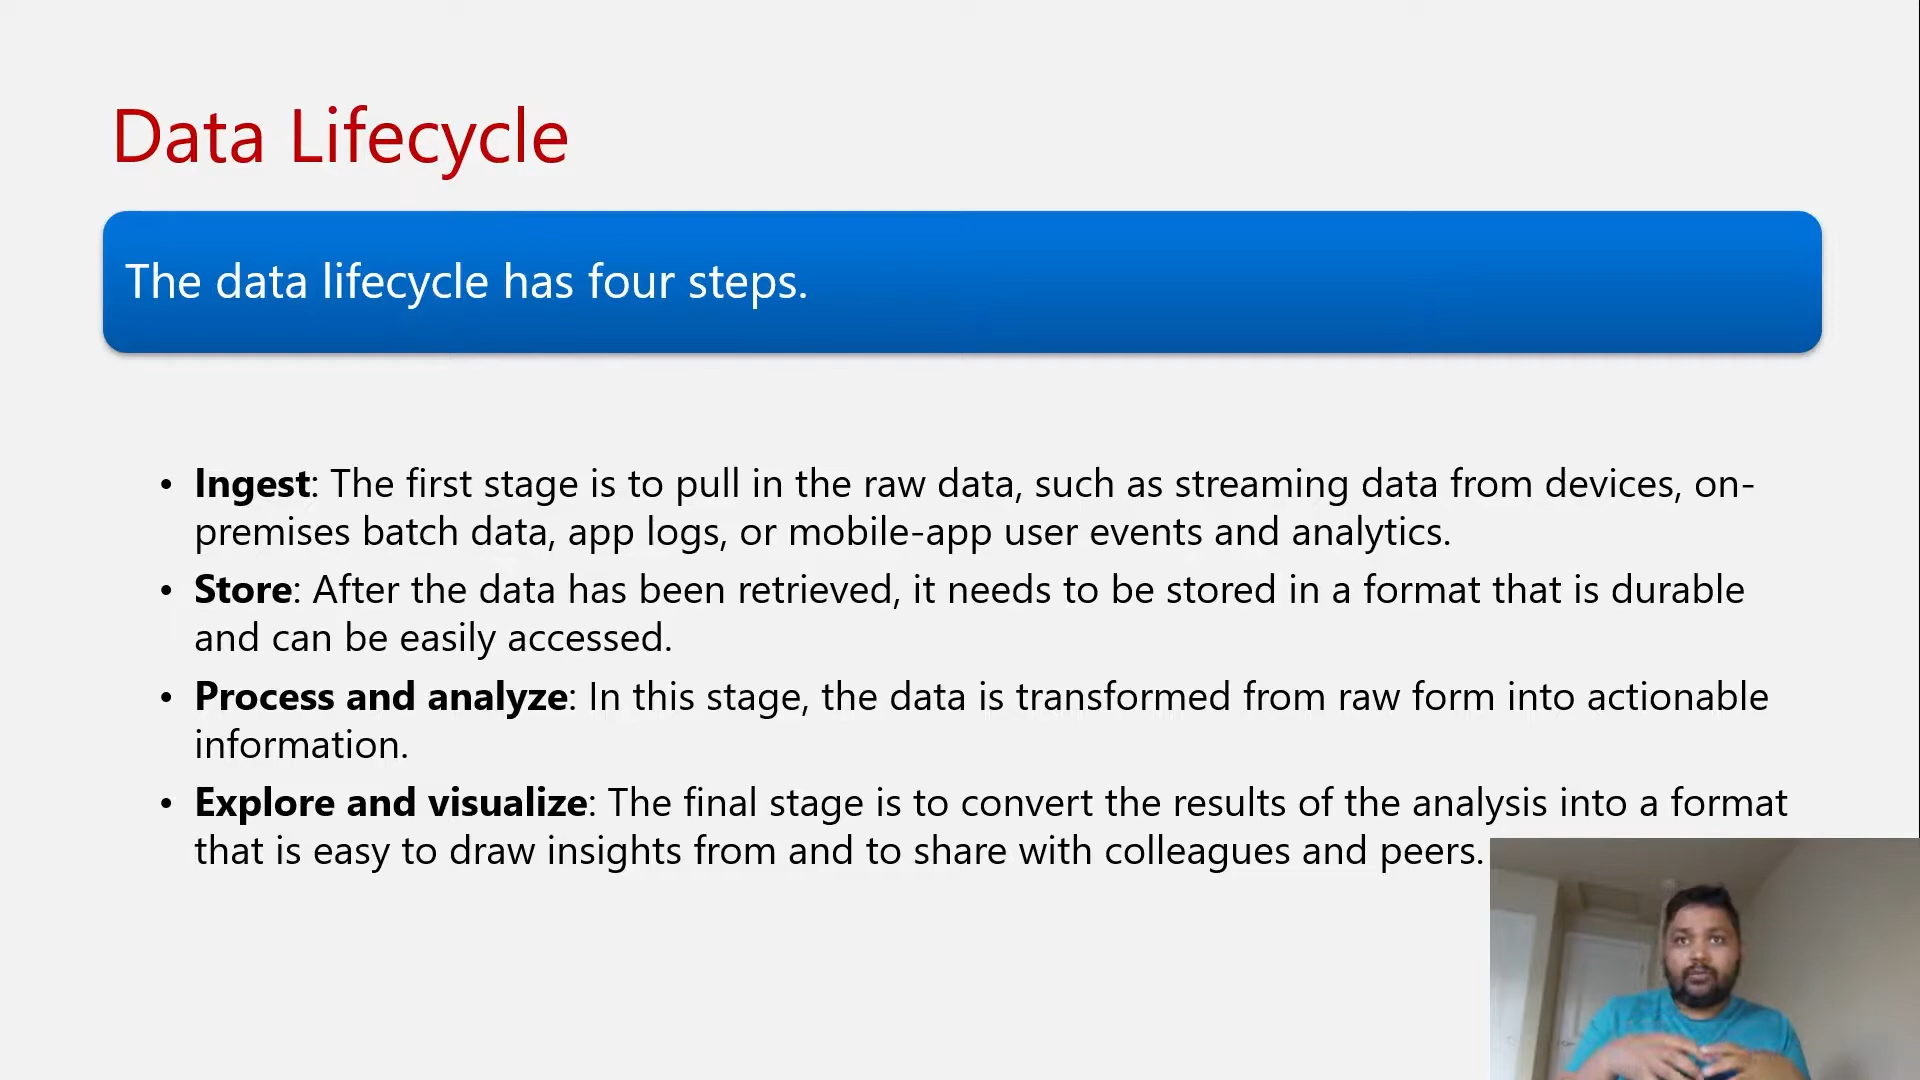 Data Lifecycle
The data lifecycle has four steps.
• Ingest: The first stage is to pull in the raw data, such as streaming data from devices, on-
premises batch data, app logs, or mobile-app user events and analytics.
• Store: After the data has been retrieved, it needs to be stored in a format that is durable
and can be easily accessed.
• Process and analyze: In this stage, the data is transformed from raw form into actionable
information.
• Explore and visualize: The final stage is to convert the results of the analysis into a format
that is easy to draw insights from and to share with colleagues and peers.